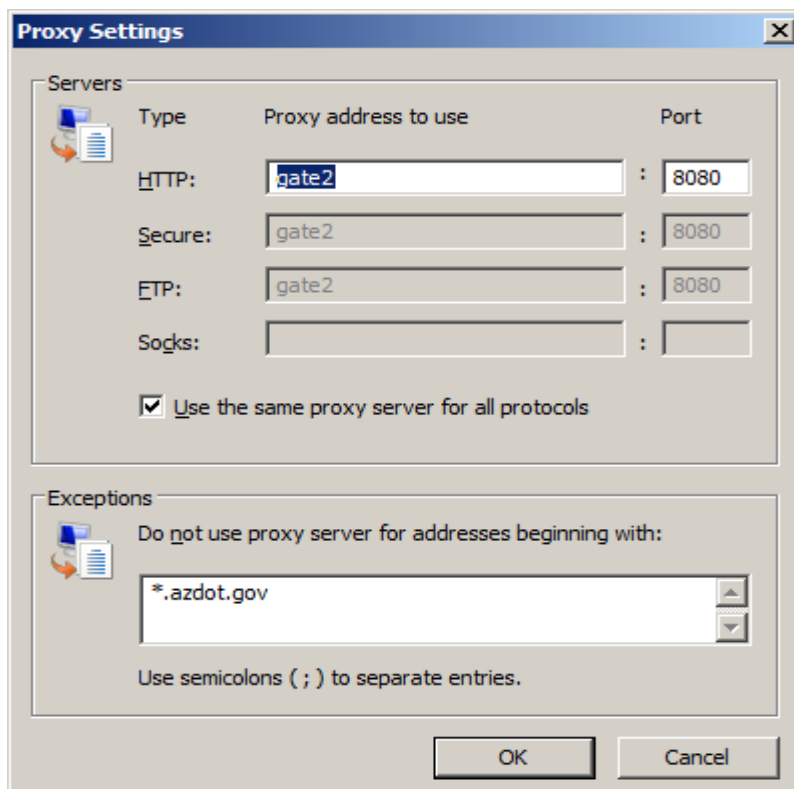 Proxy Settings
Servers
Type Proxy address to use Port
HTTP: gate2 : 8080
Secure: gate2 : 8080
FTP: gate2 : 8080
Socks: :
Use the same proxy server for all protocols
Exceptions
Do not use proxy server for addresses beginning with:
*.azdot.gov
Use semicolons ( ; ) to separate entries.
OK Cancel